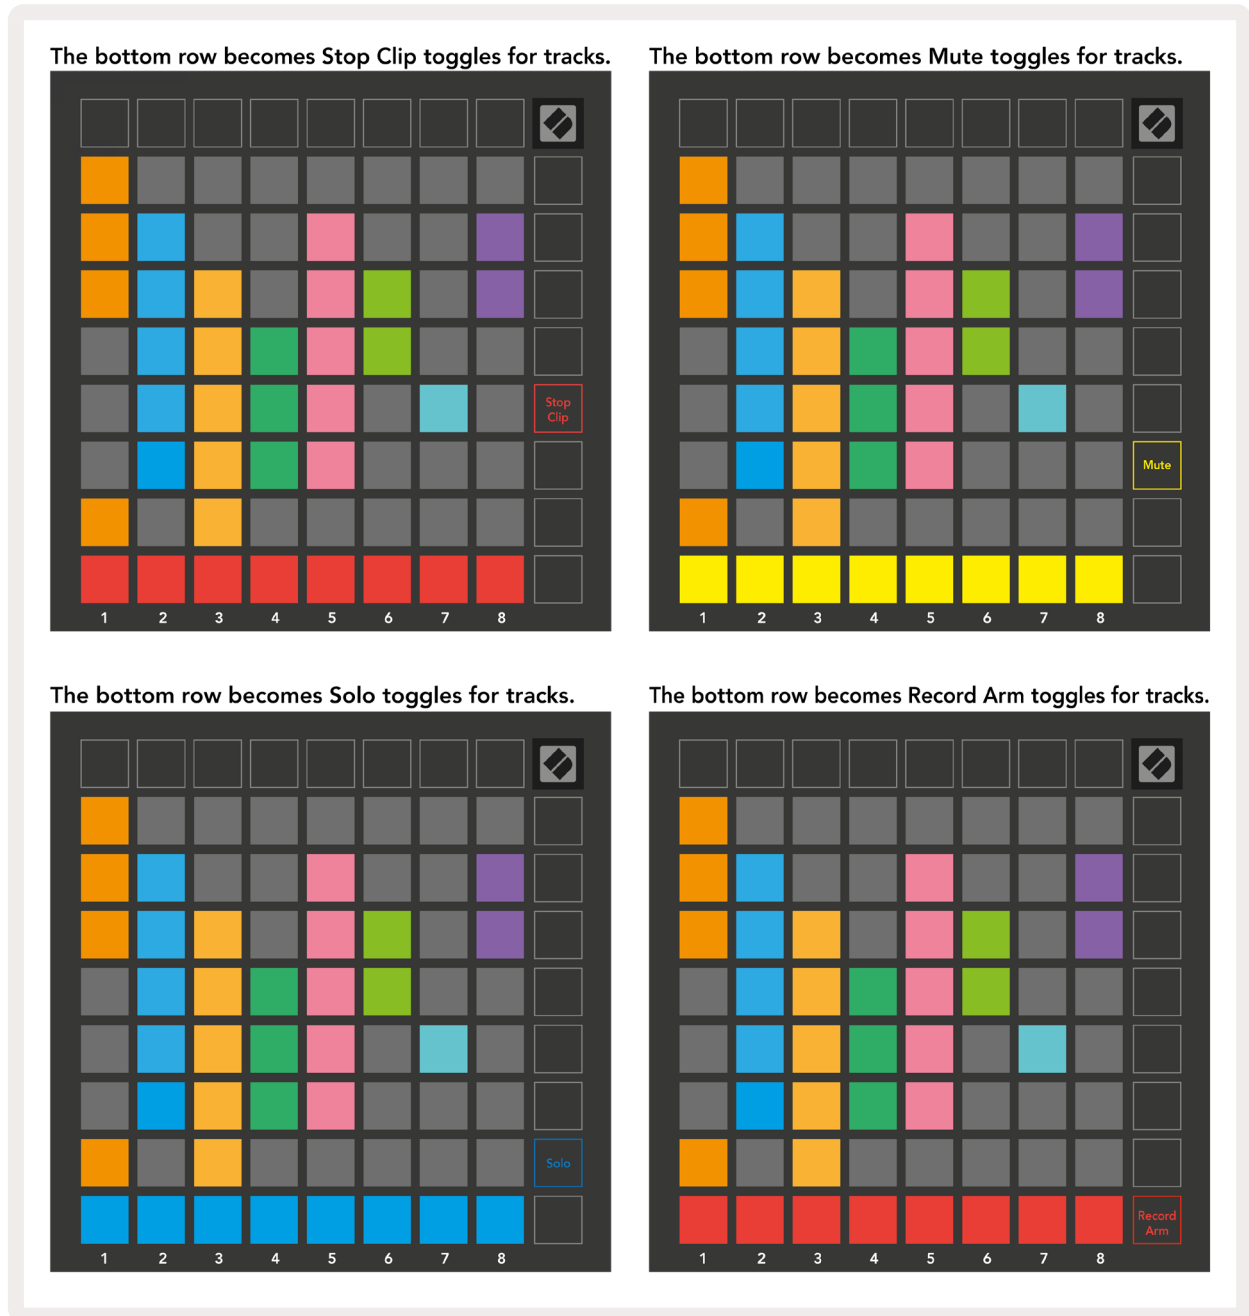 The bottom row becomes Stop Clip toggles for tracks.
Stop
Clip
1 2 3 4 5 6 7 8
The bottom row becomes Mute toggles for tracks.
Mute
1 2 3 4 5 6 7 8
The bottom row becomes Solo toggles for tracks.
Solo
1 2 3 4 5 6 7 8
The bottom row becomes Record Arm toggles for tracks.
Record
Arm
1 2 3 4 5 6 7 8